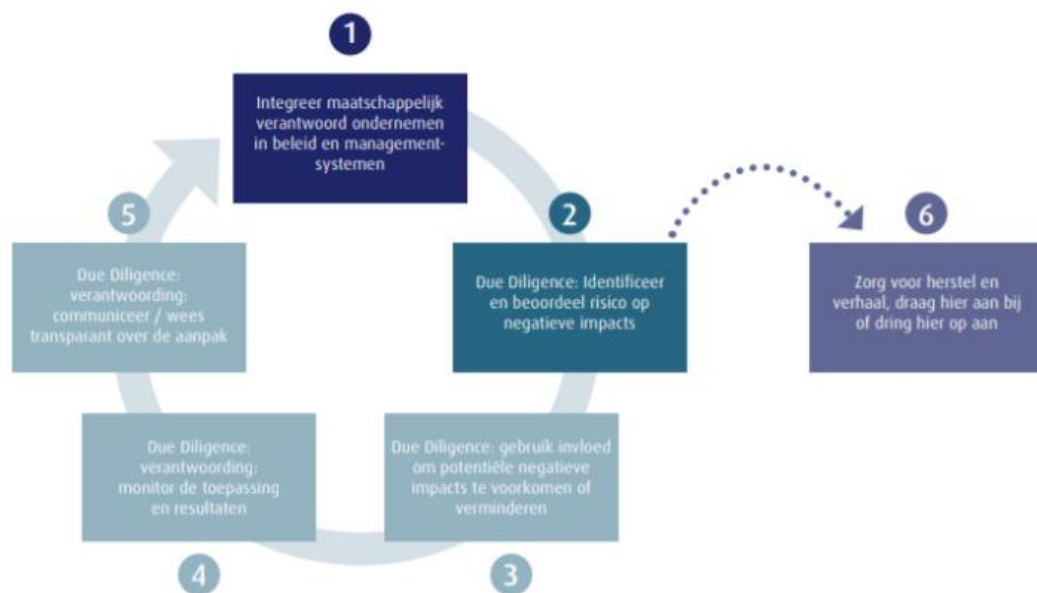 1
Integreer maatschappelijk
verantwoord ondernemen
in beleid en management-
systemen
2
Due Diligence: Identificeer
en beoordeel risico op
negatieve impacts
3
Due Diligence: gebruik invloed
om potentiële negatieve
impacts te voorkomen of
verminderen
4
Due Diligence:
verantwoording:
monitor de toepassing
en resultaten
5
Due Diligence:
verantwoording:
communiceer / wees
transparant over de aanpak
6
Zorg voor herstel en
verhaal, draag hier aan bij
of dring hier op aan